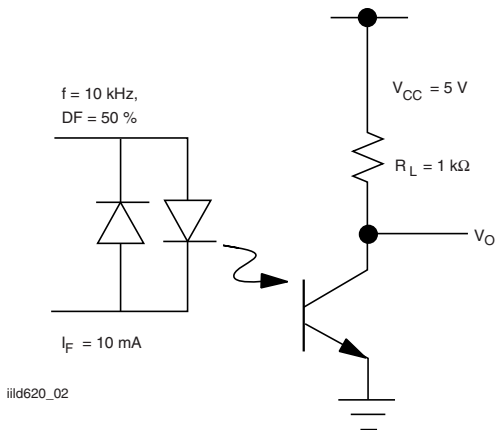 f = 10 kHz,
DF = 50 %
V_CC = 5 V
R_L = 1 kΩ
V_O
I_F = 10 mA
iild620_02